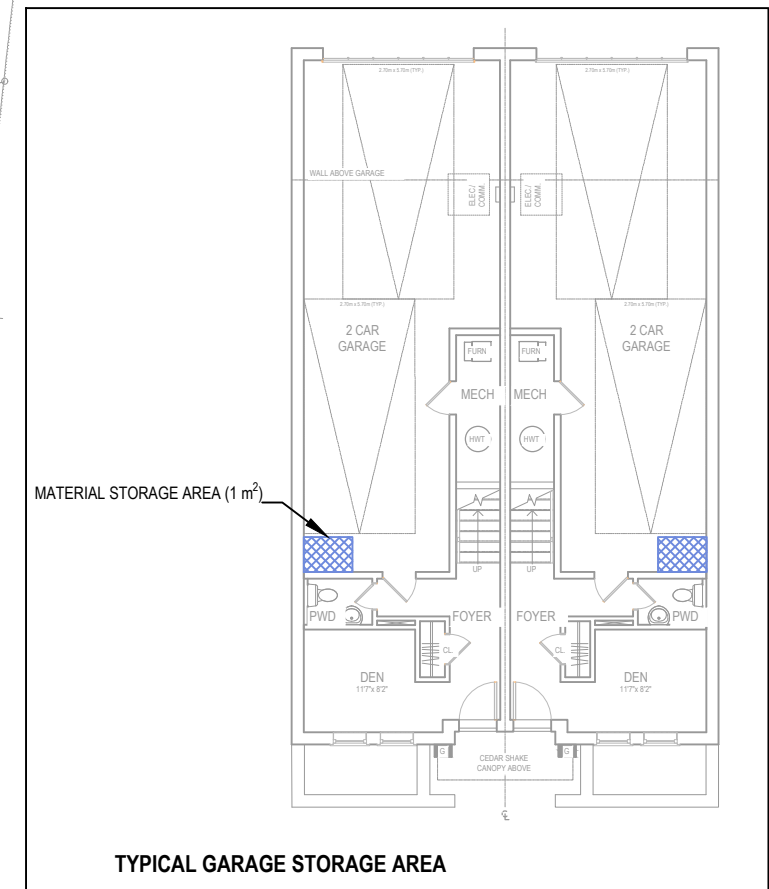 2.70m x 5.70m (TYP.)
2.70m x 5.70m (TYP.)
WALL ABOVE GARAGE
ELEC./
COMM.
ELEC./
COMM.
2.70m x 5.70m (TYP.)
2.70m x 5.70m (TYP.)
2 CAR
GARAGE
2 CAR
GARAGE
FURN
FURN
MECH
MECH
HWT
HWT
MATERIAL STORAGE AREA (1 m²)
UP
UP
PWD
FOYER
FOYER
PWD
CL.
CL.
DEN
11'7"x 8'2"
DEN
11'7"x 8'2"
G
G
CEDAR SHAKE
CANOPY ABOVE
℄
TYPICAL GARAGE STORAGE AREA